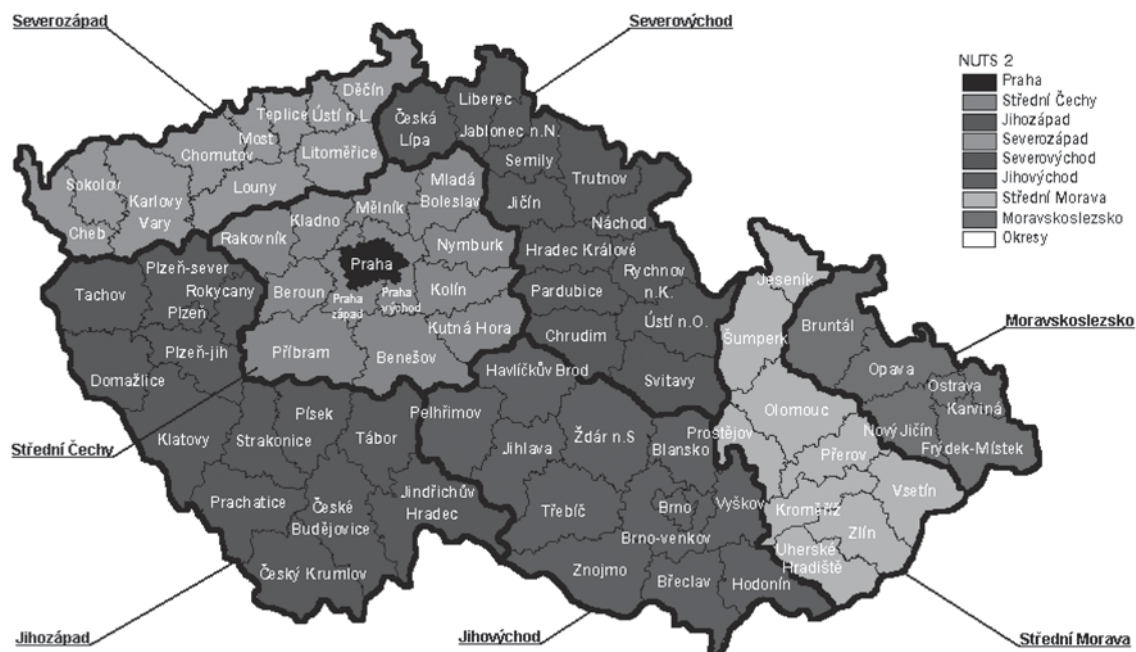 Severozápad
Severovýchod
NUTS 2
Praha
Střední Čechy
Jihozápad
Severozápad
Severovýchod
Jihovýchod
Střední Morava
Moravskoslezsko
Okresy
Děčín
Teplice
Ústí n.L.
Most
Chomutov
Litoměřice
Louny
Sokolov
Karlovy
Vary
Cheb
Česká
Lípa
Liberec
Jablonec n.N.
Semily
Trutnov
Jičín
Náchod
Hradec Králové
Rychnov
n.K.
Pardubice
Ústí n.O.
Chrudim
Svitavy
Mladá
Boleslav
Mělník
Kladno
Rakovník
Nymburk
Praha
Beroun
Praha
západ
Praha
východ
Kolín
Kutná Hora
Příbram
Benešov
Plzeň-sever
Tachov
Rokycany
Plzeň
Plzeň-jih
Domažlice
Klatovy
Písek
Strakonice
Tábor
Prachatice
České
Budějovice
Jindřichův
Hradec
Český Krumlov
Havlíčkův Brod
Pelhřimov
Jihlava
Ždár n.S
Blansko
Třebíč
Brno
Vyškov
Brno-venkov
Znojmo
Břeclav
Hodonín
Jeseník
Šumperk
Olomouc
Prostějov
Přerov
Kroměříž
Vsetín
Zlín
Uherské
Hradiště
Bruntál
Opava
Ostrava
Karviná
Nový Jičín
Frýdek-Místek
Moravskoslezsko
Střední Čechy
Jihozápad
Jihovýchod
Střední Morava